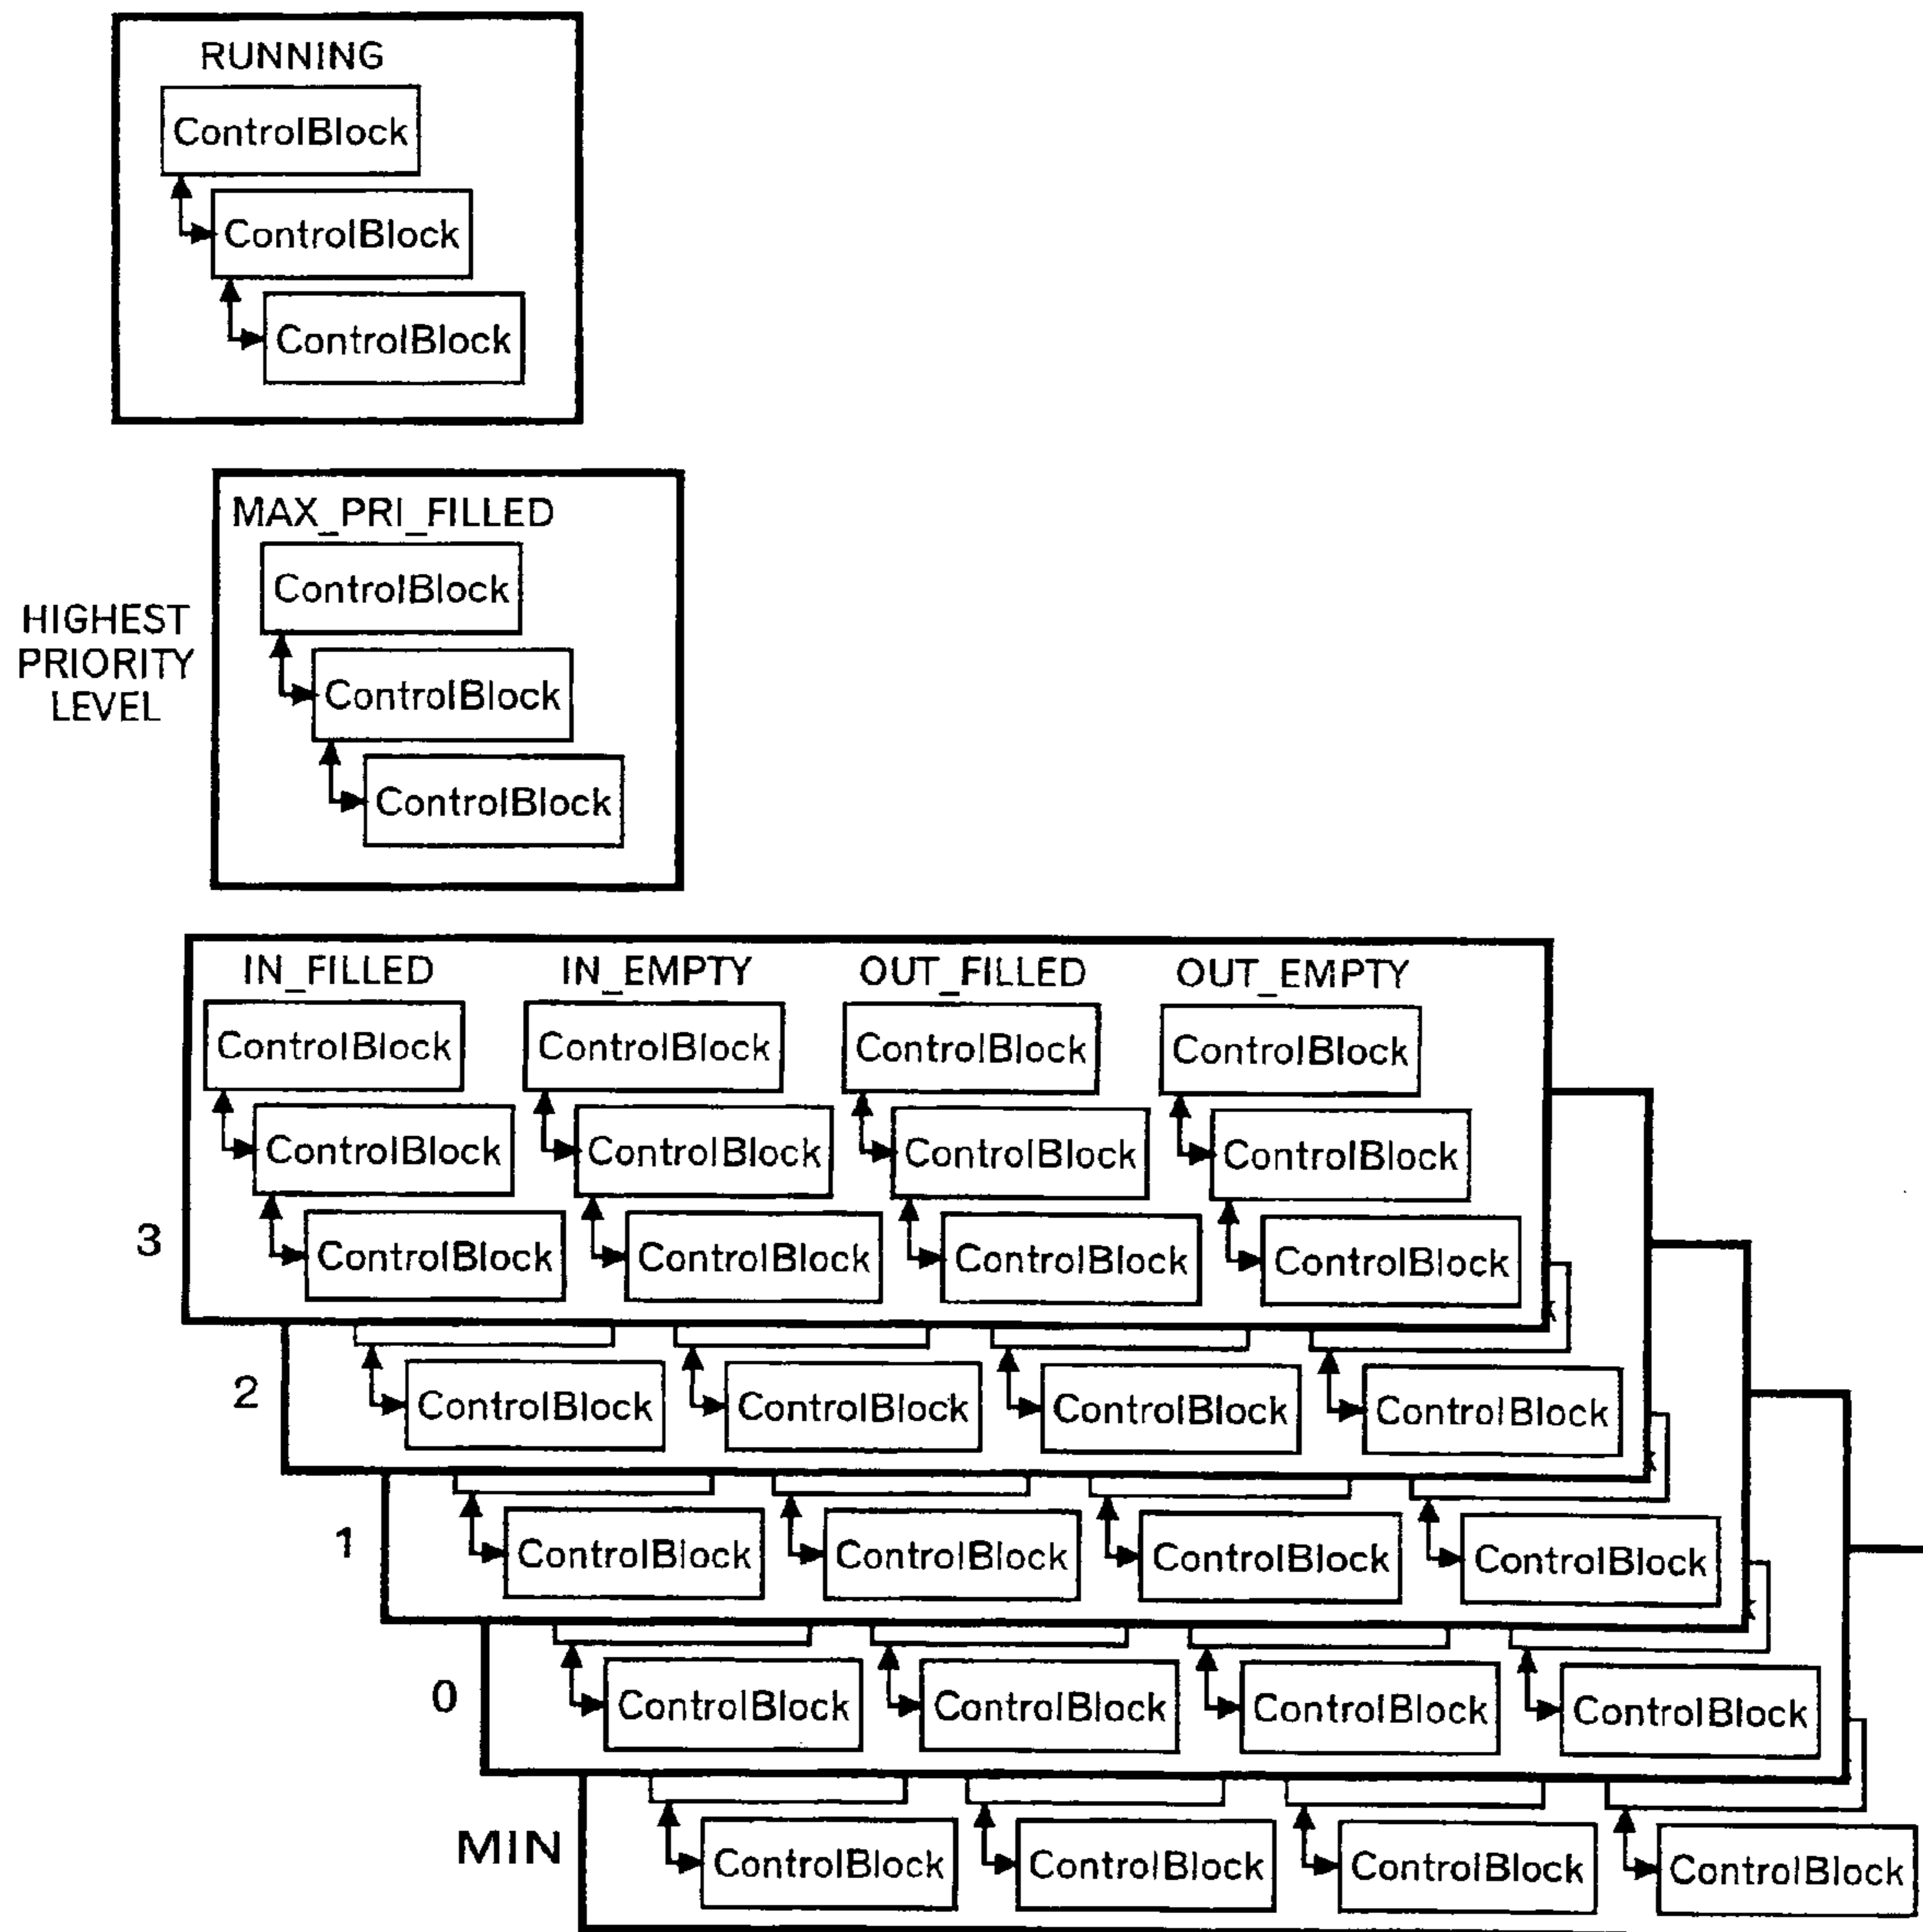 RUNNING
ControlBlock
ControlBlock
ControlBlock
MAX_PRI_FILLED
ControlBlock
ControlBlock
ControlBlock
HIGHEST
PRIORITY
LEVEL
IN_FILLED IN_EMPTY OUT_FILLED OUT_EMPTY
ControlBlock ControlBlock ControlBlock ControlBlock
ControlBlock ControlBlock ControlBlock ControlBlock
3 ControlBlock ControlBlock ControlBlock ControlBlock
2 ControlBlock ControlBlock ControlBlock ControlBlock
1 ControlBlock ControlBlock ControlBlock ControlBlock
0 ControlBlock ControlBlock ControlBlock ControlBlock
MIN ControlBlock ControlBlock ControlBlock ControlBlock